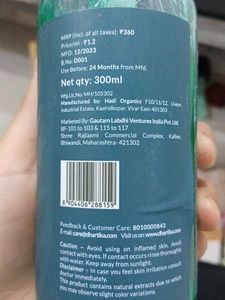 MRP (incl. of all taxes): ₹360
Price/ml : ₹1.2
MFD: 12/2023
B.No. D001
Use Before: 24 Months from Mfd.
Net qty: 300ml
Mfg.Lic No: MH/105302
Manufactured by: Hadi Organics F10/11/12, Liwan,
Industrial Estate, Kashidkopar, Virar East-401303
Marketed By: Gautam Labdhi Ventures India Pvt. Ltd.
BF-101 to 103 & 115 to 117
Shree Rajlaxmi Commercial Complex, Kalher,
Bhiwandi, Maharashtra- 421302
8 904406 288159
Feedback & Customer Care: 8010000843
Email:care@dhartika.com Visit us on: www.dhartika.com
Caution - Avoid using on inflamed skin. Avoid
contact with eyes. If contact occurs rinse thoroughly
with water. Keep away from sunlight.
Disclaimer - In case you feel skin irritation consult
doctor immediately.
This product contains natural extracts due to which
you may observe slight color variations.